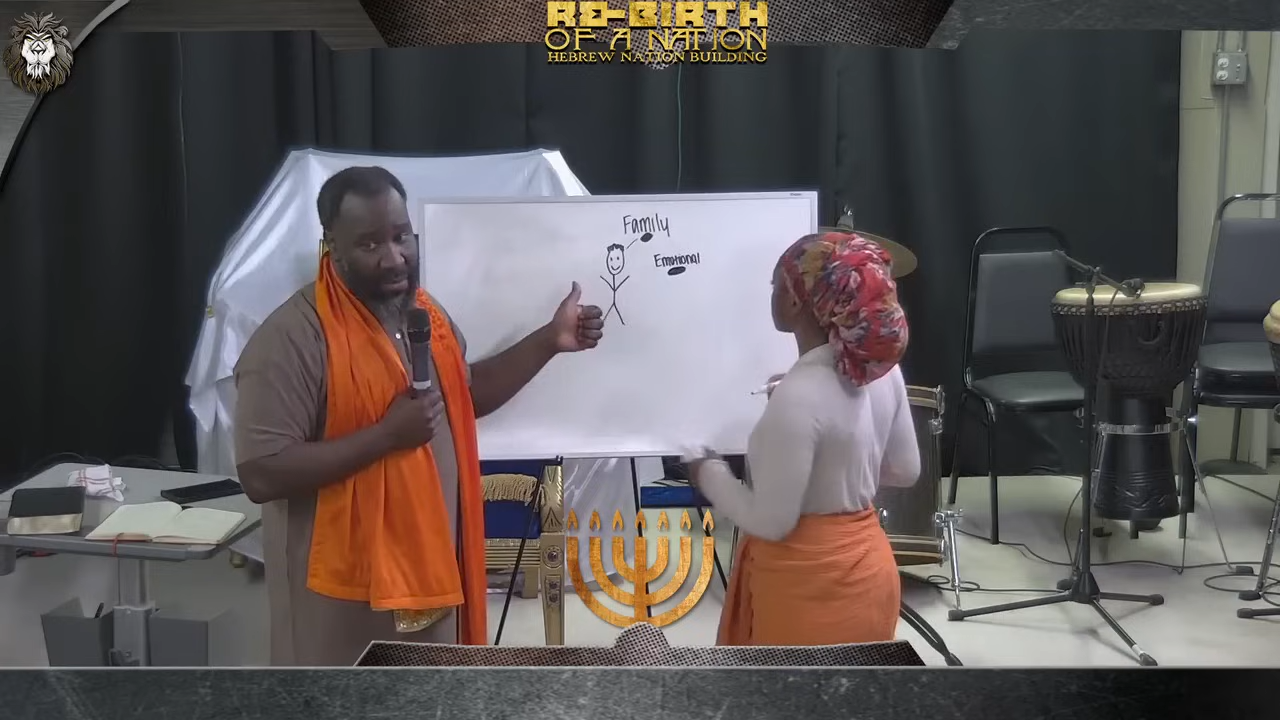 RE-BIRTH
OF A NATION
HEBREW NATION BUILDING
Family
Emotional